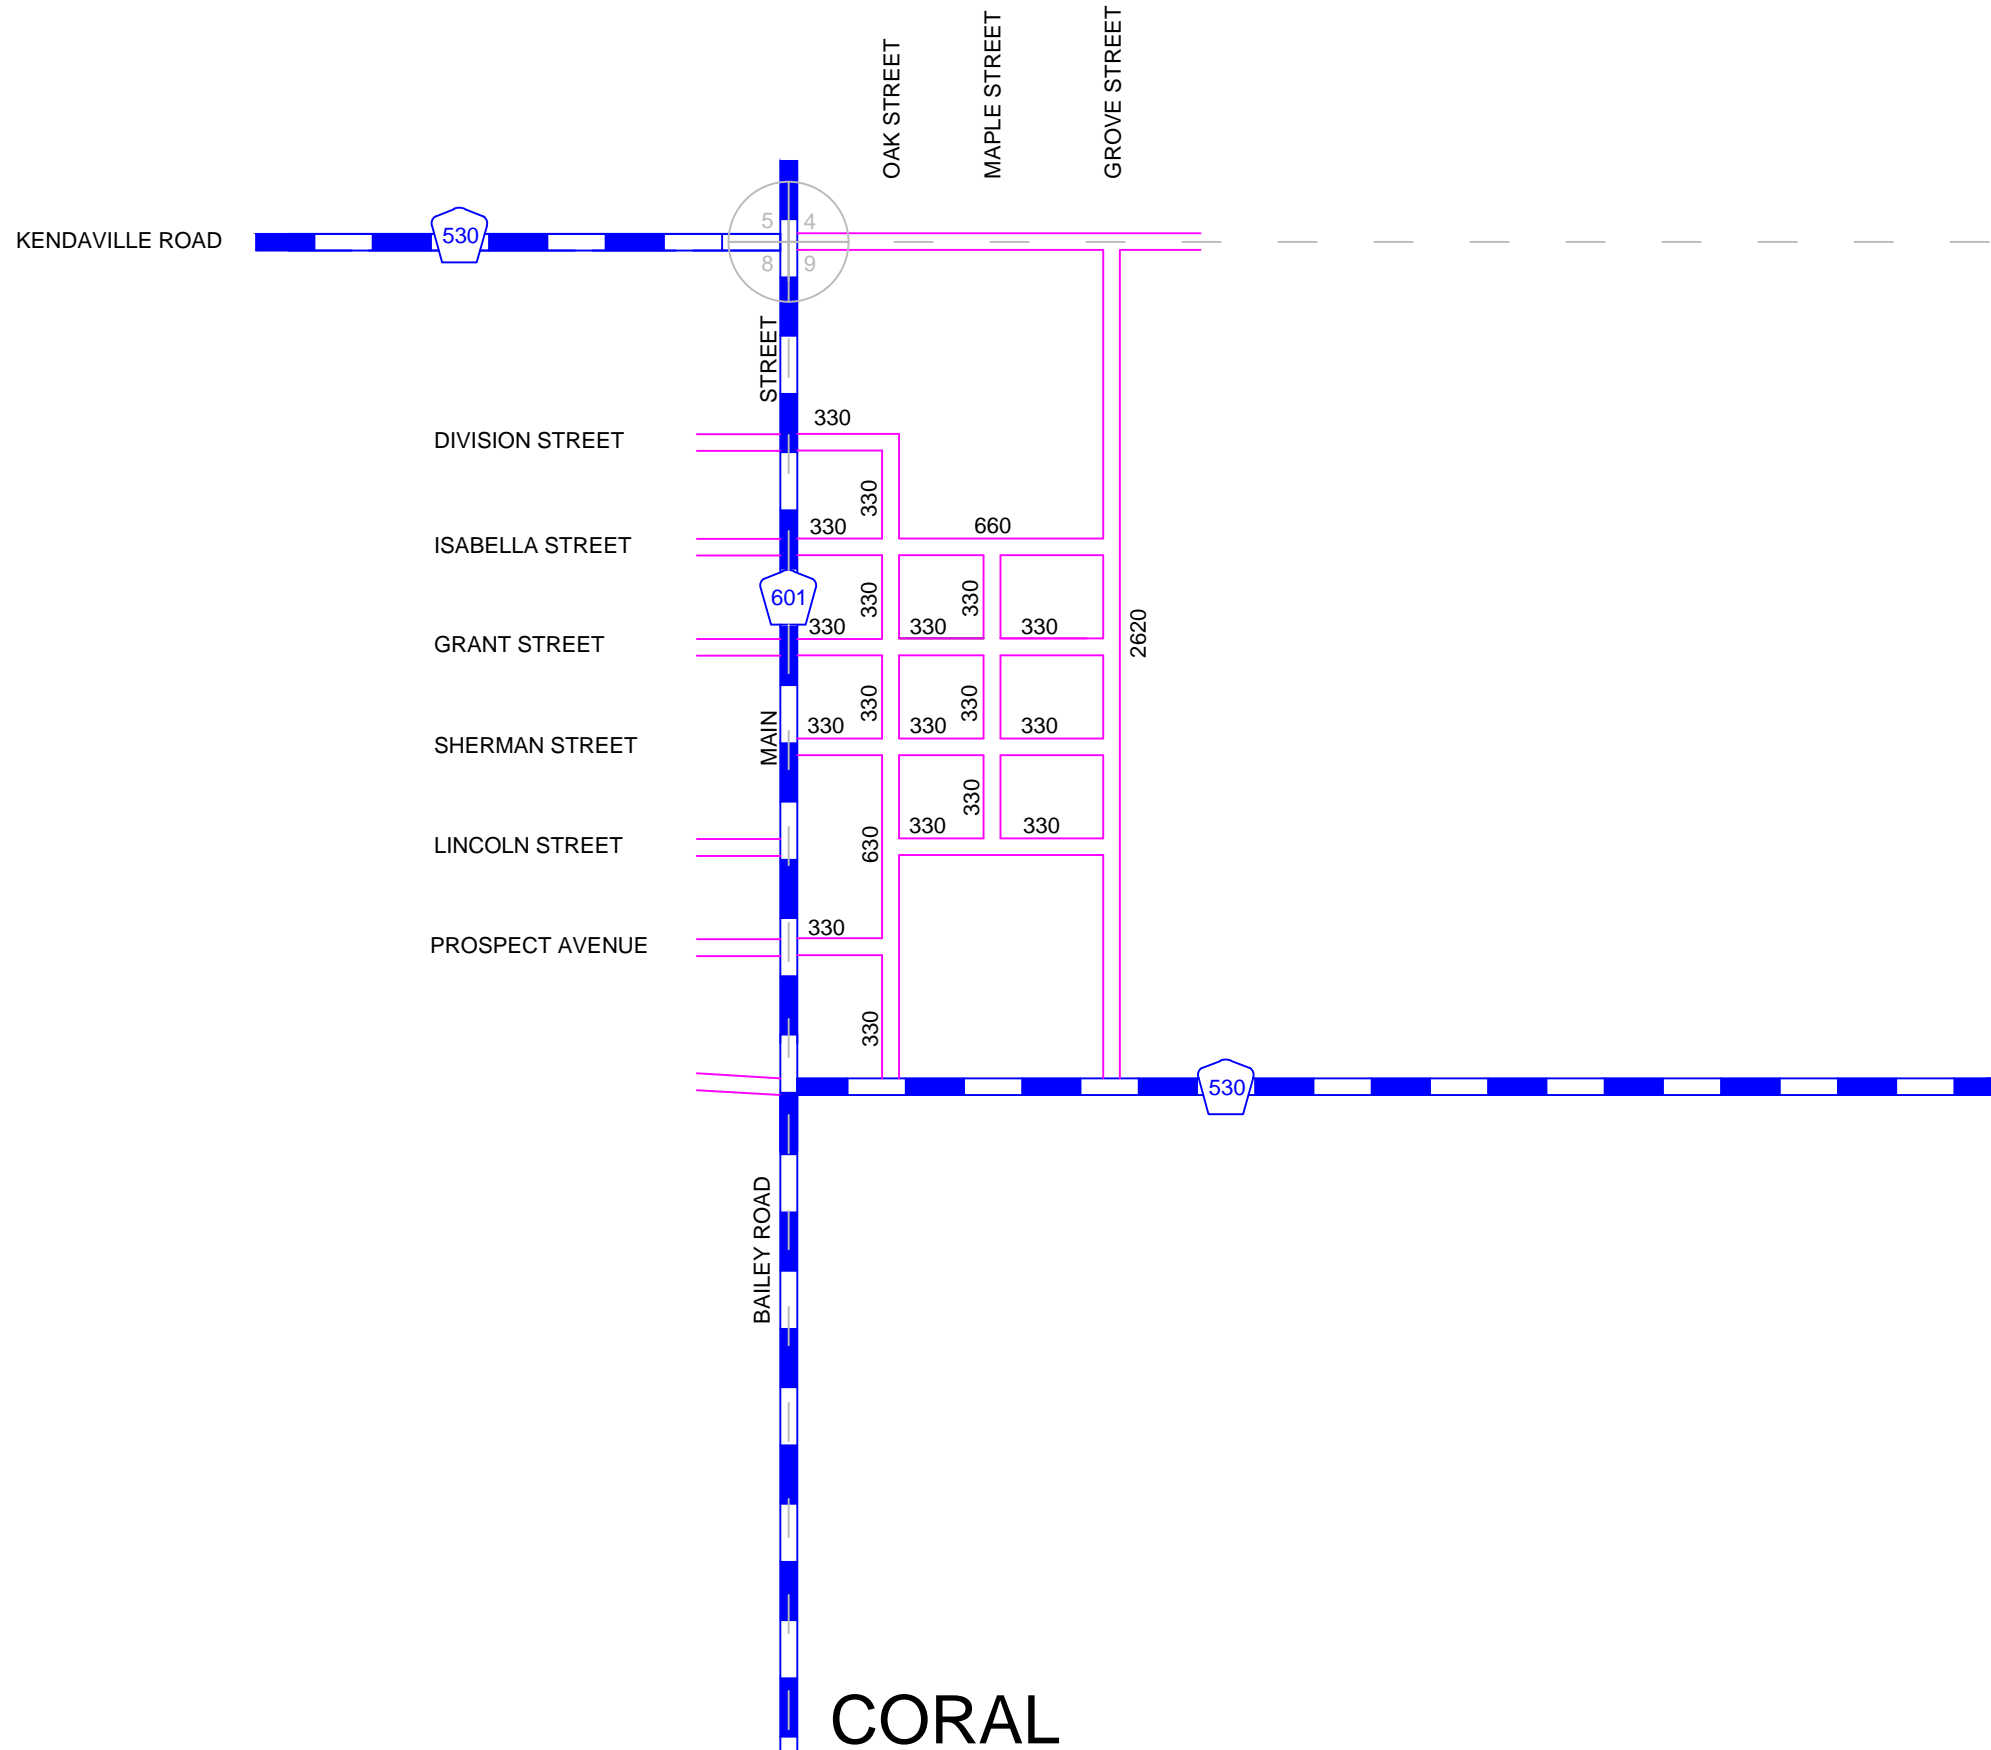 OAK STREET
MAPLE STREET
GROVE STREET
KENDAVILLE ROAD
530
5 4
8 9
STREET
DIVISION STREET
330
330
ISABELLA STREET
330
660
601
330
330
GRANT STREET
330
330
330
2620
MAIN
330
330
SHERMAN STREET
330
330
330
330
LINCOLN STREET
630
330
330
PROSPECT AVENUE
330
330
530
BAILEY ROAD
CORAL